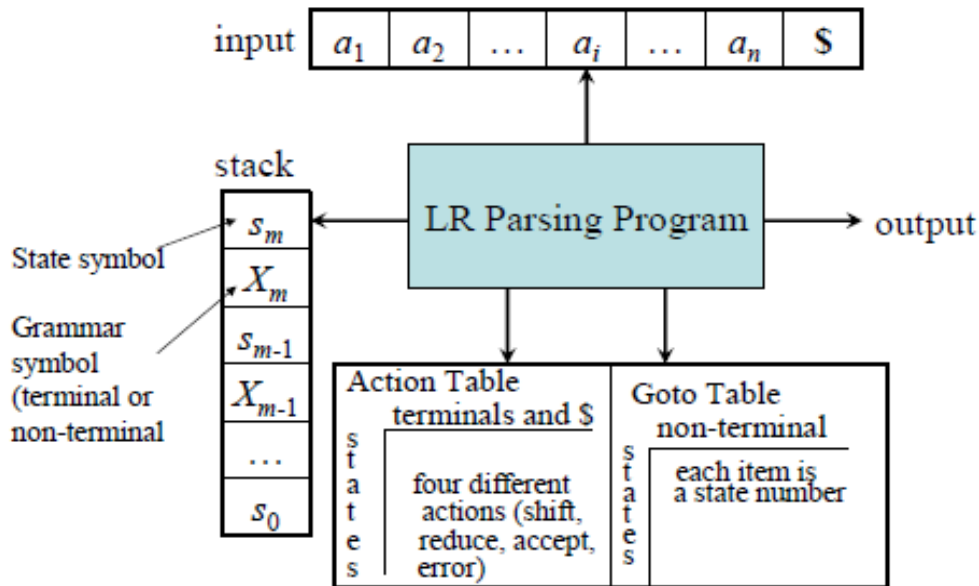 input a1 a2 ... ai ... an $
stack
LR Parsing Program
output
sm
State symbol
Xm
Grammar
symbol
(terminal or
non-terminal
sm-1
Xm-1
...
s0
Action Table
terminals and $
states
four different
actions (shift,
reduce, accept,
error)
Goto Table
non-terminal
states
each item is
a state number